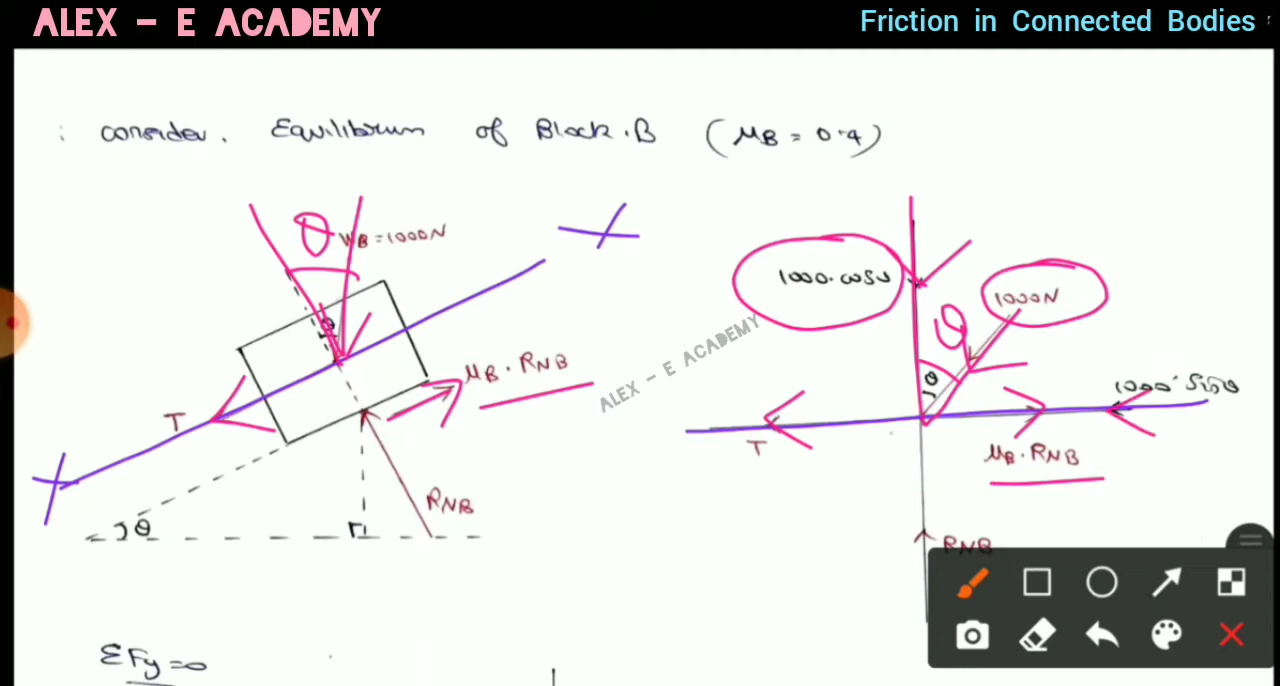 ALEX - E ACADEMY
Friction in Connected Bodies
: consider. Equilibrium of Block.B (μB = 0.4)
θ
WB = 1000N
θ
μB . RNB
T
RNB
θ
1000.cosθ
1000N
θ
θ
1000 sinθ
T
μB . RNB
RNB
ALEX - E ACADEMY
ΣFy=0